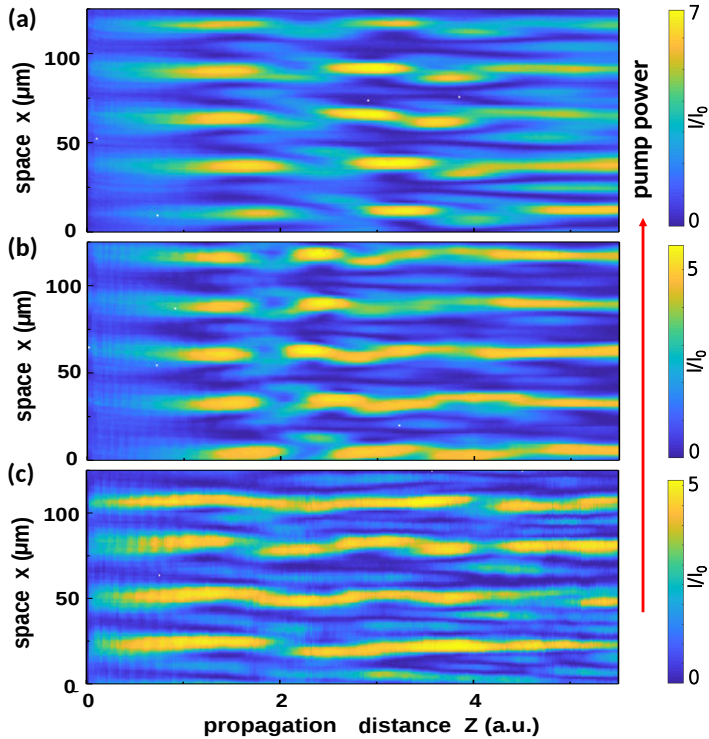 (a)
100
50
0
space x (µm)
7
0
I/I0
pump power
(b)
100
50
0
space x (µm)
5
0
I/I0
(c)
100
50
0
space x (µm)
5
0
I/I0
0 2 4
propagation distance Z (a.u.)